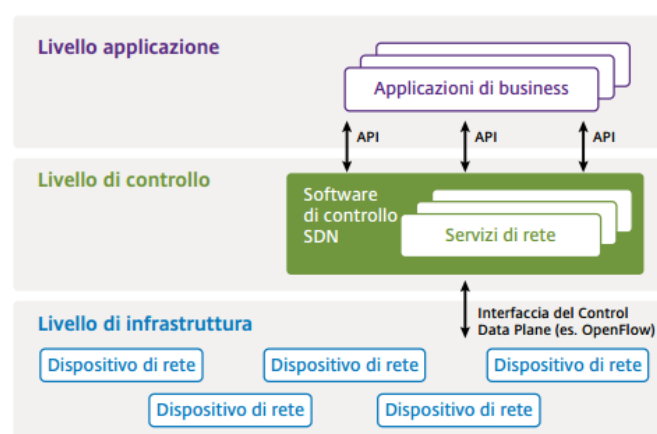 Livello applicazione
Applicazioni di business
API
API
API
Livello di controllo
Software
di controllo
SDN
Servizi di rete
Interfaccia del Control
Data Plane (es. OpenFlow)
Livello di infrastruttura
Dispositivo di rete
Dispositivo di rete
Dispositivo di rete
Dispositivo di rete
Dispositivo di rete